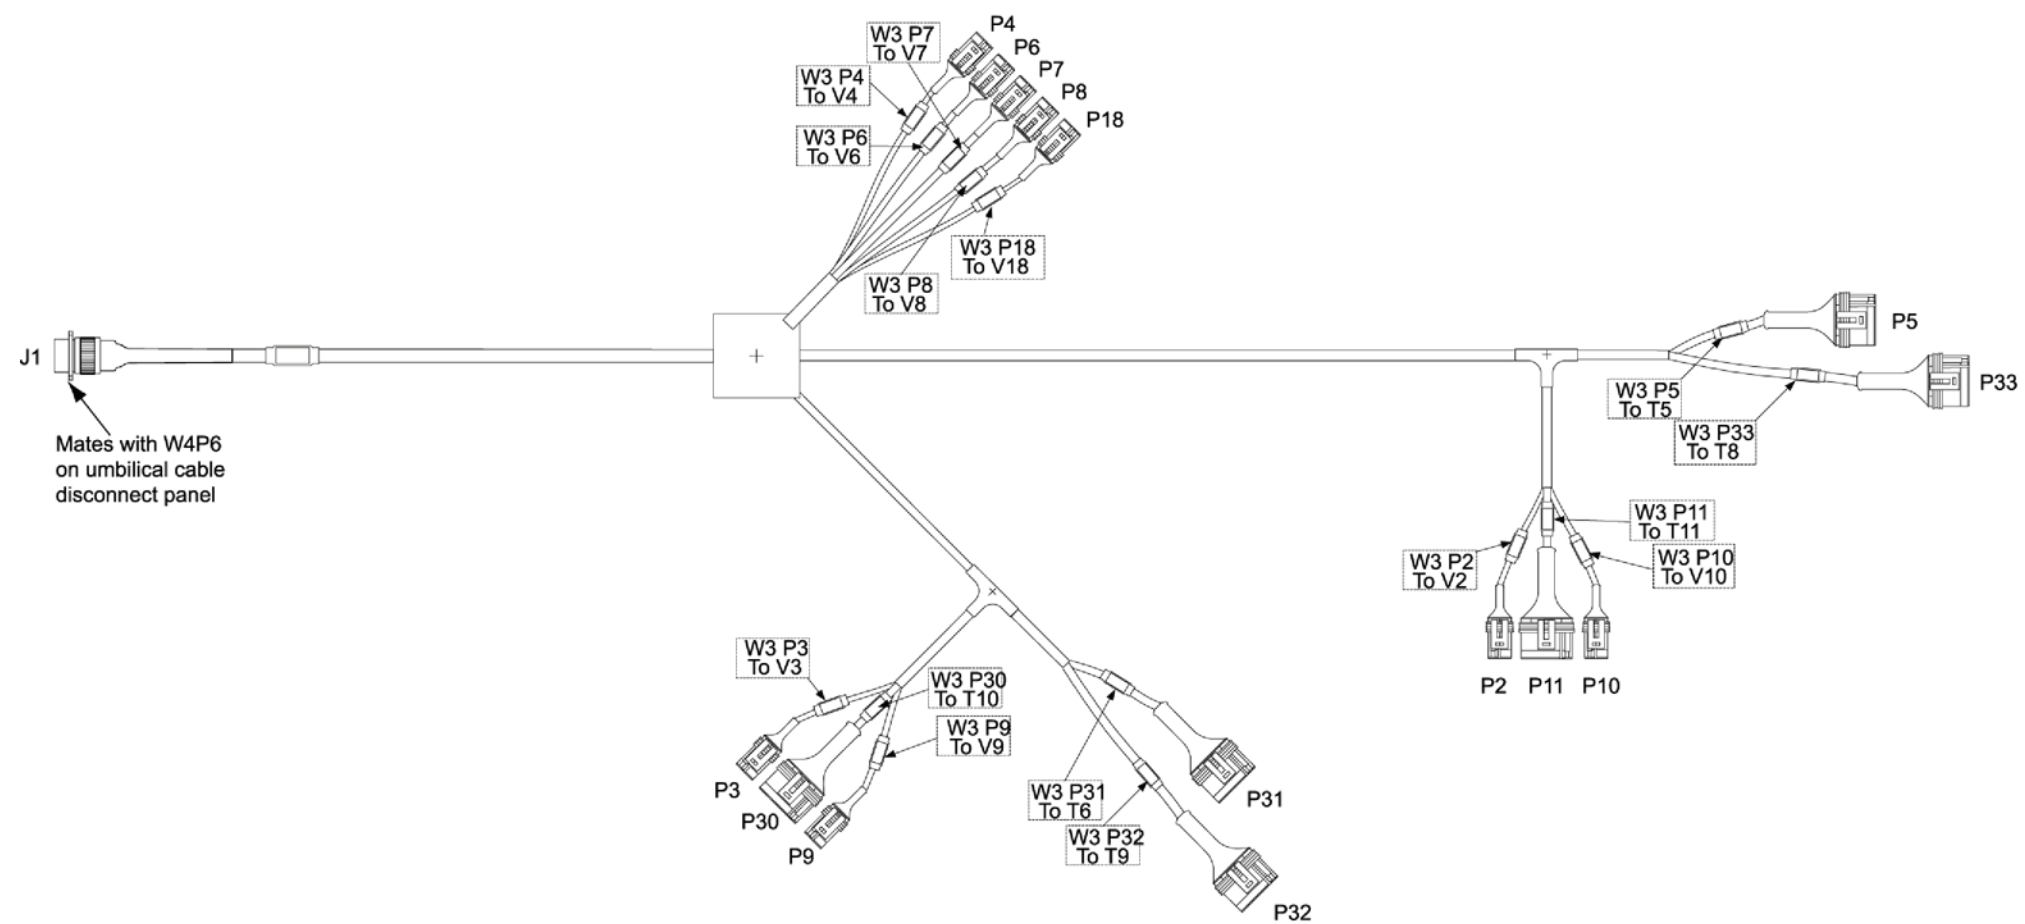 P4
W3 P7
To V7
P6
P7
W3 P4
To V4
P8
P18
W3 P6
To V6
W3 P18
To V18
W3 P8
To V8
J1
P5
P33
W3 P5
To T5
W3 P33
To T8
Mates with W4P6
on umbilical cable
disconnect panel
W3 P11
To T11
W3 P2
To V2
W3 P10
To V10
W3 P3
To V3
W3 P30
To T10
P2 P11 P10
W3 P9
To V9
P3
W3 P31
To T6
P31
P30
W3 P32
To T9
P9
P32